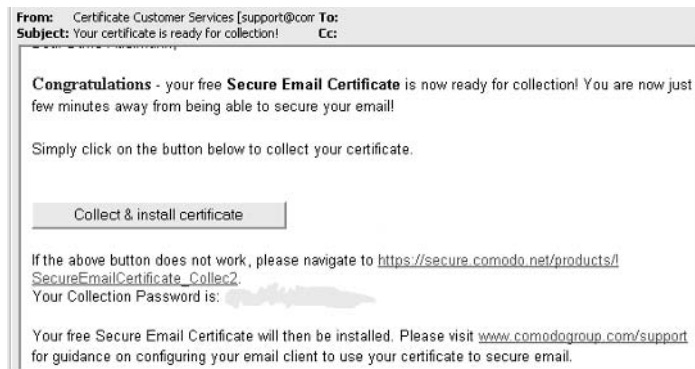 From: Certificate Customer Services [support@com To:
Subject: Your certificate is ready for collection! Cc:
Congratulations - your free Secure Email Certificate is now ready for collection! You are now just
few minutes away from being able to secure your email!
Simply click on the button below to collect your certificate.
Collect & install certificate
If the above button does not work, please navigate to https://secure.comodo.net/products/!
SecureEmailCertificate_Collec2.
Your Collection Password is:
Your free Secure Email Certificate will then be installed. Please visit www.comodogroup.com/support
for guidance on configuring your email client to use your certificate to secure email.